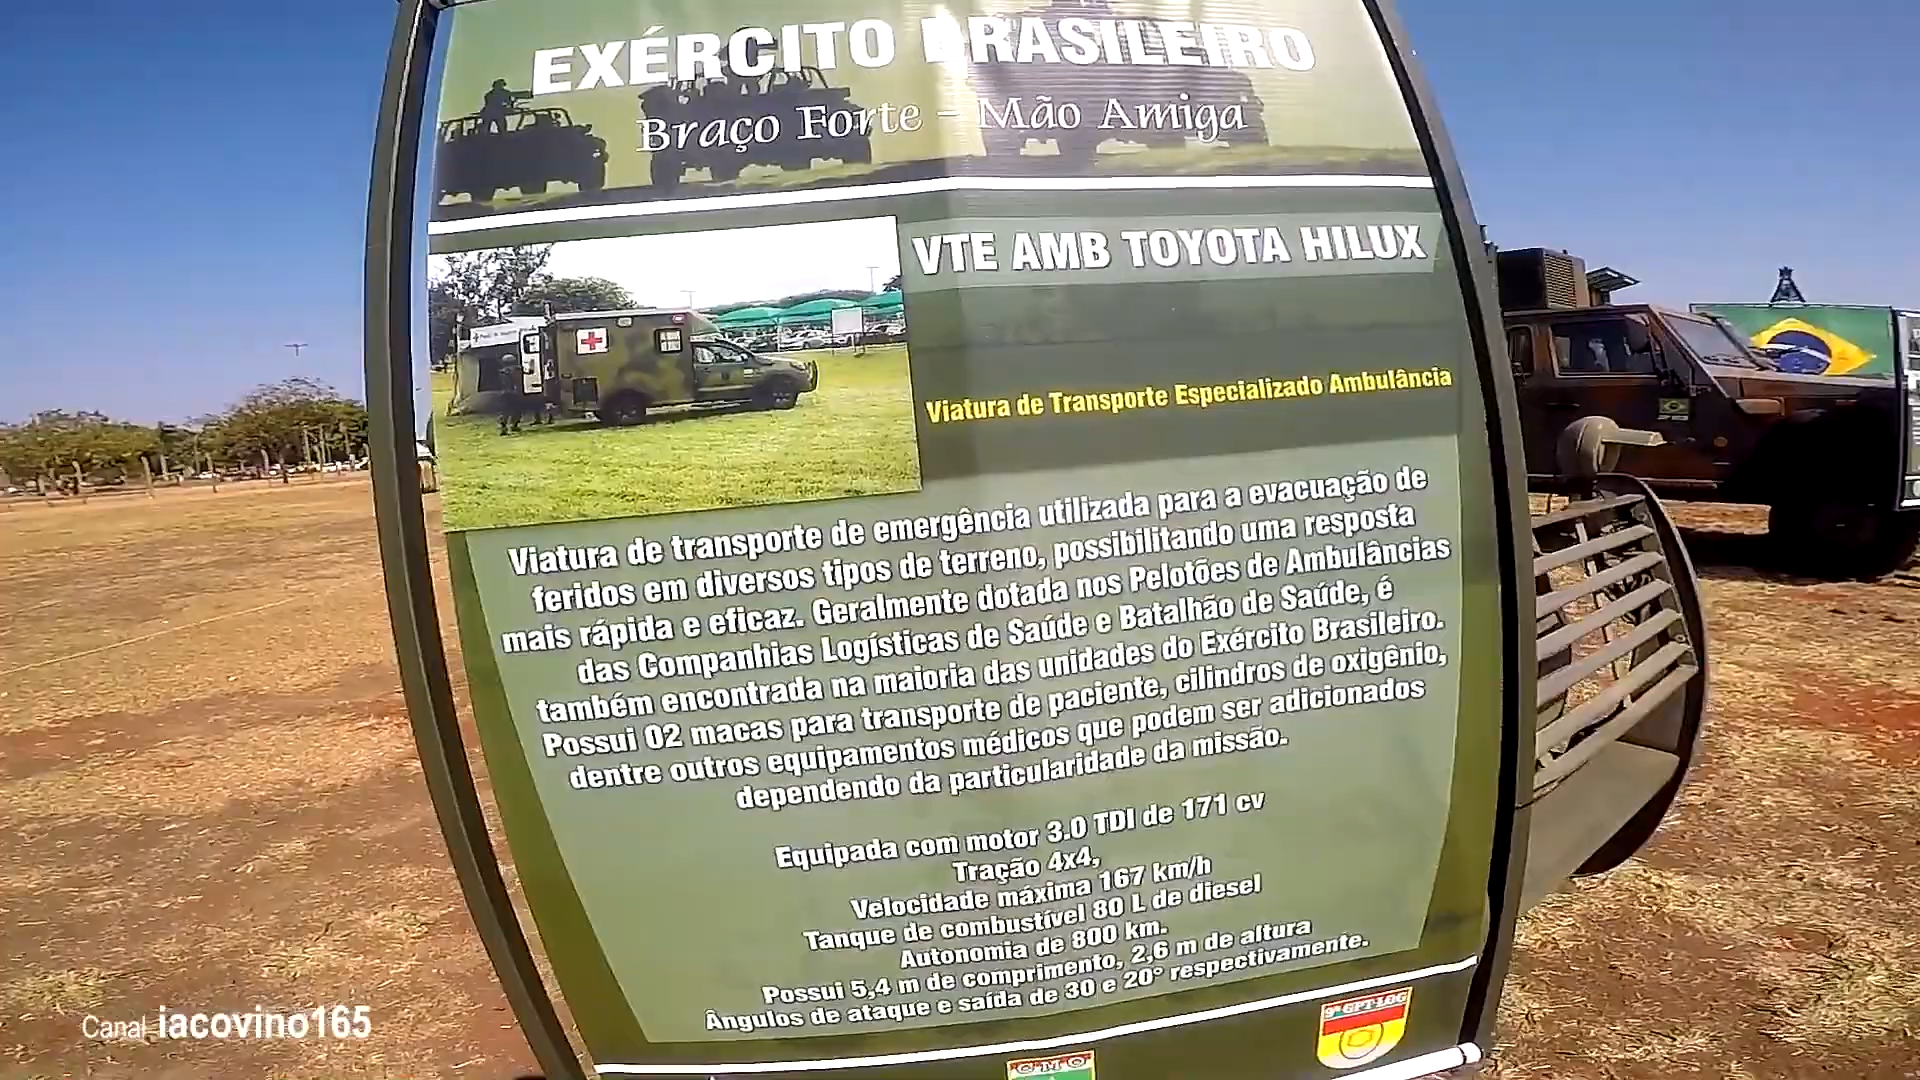 EXÉRCITO BRASILEIRO
Braço Forte - Mão Amiga
VTE AMB TOYOTA HILUX
Viatura de Transporte Especializado Ambulância
Viatura de transporte de emergência utilizada para a evacuação de
feridos em diversos tipos de terreno, possibilitando uma resposta
mais rápida e eficaz. Geralmente dotada nos Pelotões de Ambulâncias
das Companhias Logísticas de Saúde e Batalhão de Saúde, é
também encontrada na maioria das unidades do Exército Brasileiro.
Possui 02 macas para transporte de paciente, cilindros de oxigênio,
dentre outros equipamentos médicos que podem ser adicionados
dependendo da particularidade da missão.
Equipada com motor 3.0 TDI de 171 cv
Tração 4x4,
Velocidade máxima 167 km/h
Tanque de combustível 80 L de diesel
Autonomia de 800 km.
Possui 5,4 m de comprimento, 2,6 m de altura
Ângulos de ataque e saída de 30 e 20° respectivamente.
9º GPT LOG
C M O
Canal iacovino165